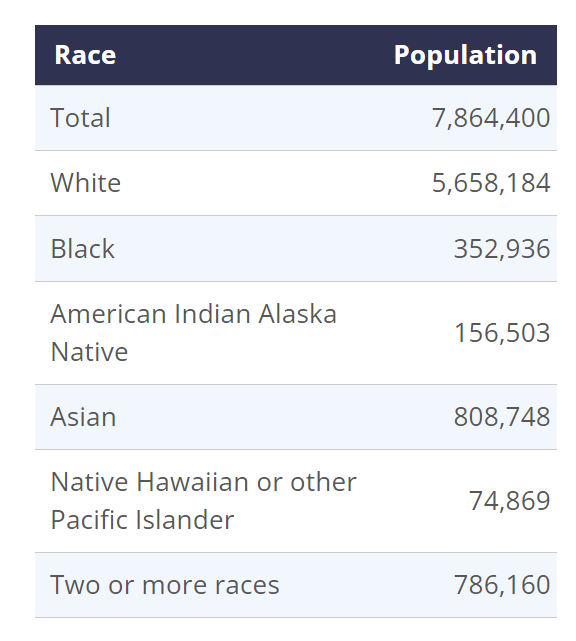 Race Population
Total 7,864,400
White 5,658,184
Black 352,936
American Indian Alaska
Native 156,503
Asian 808,748
Native Hawaiian or other
Pacific Islander 74,869
Two or more races 786,160